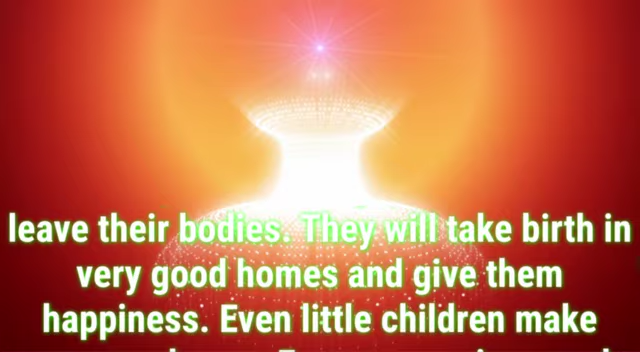 leave their bodies. They will take birth in
very good homes and give them
happiness. Even little children make